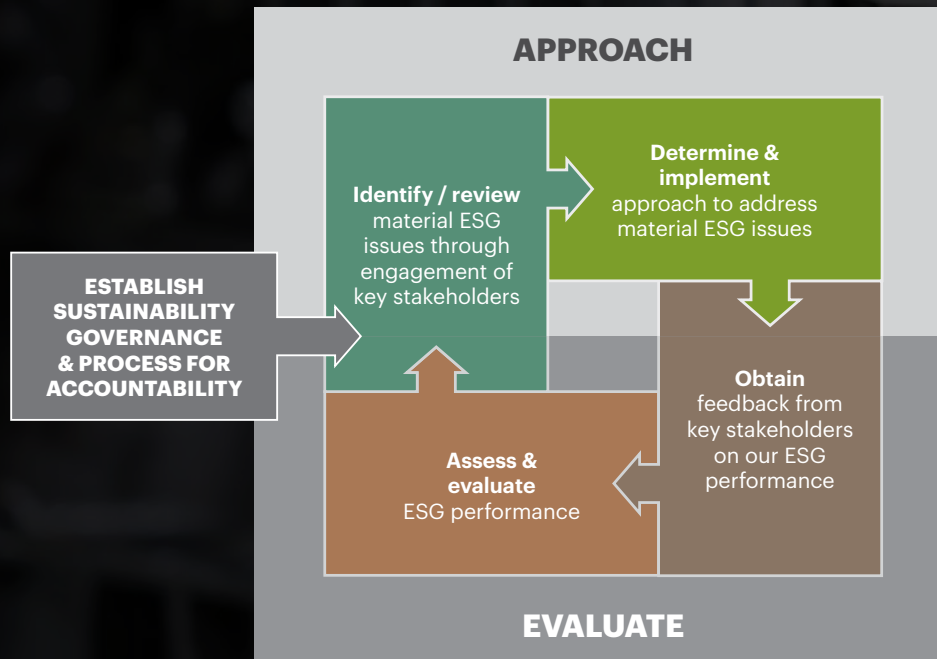 APPROACH
Identify / review
material ESG
issues through
engagement of
key stakeholders
Determine &
implement
approach to address
material ESG issues
ESTABLISH
SUSTAINABILITY
GOVERNANCE
& PROCESS FOR
ACCOUNTABILITY
Obtain
feedback from
key stakeholders
on our ESG
performance
Assess &
evaluate
ESG performance
EVALUATE